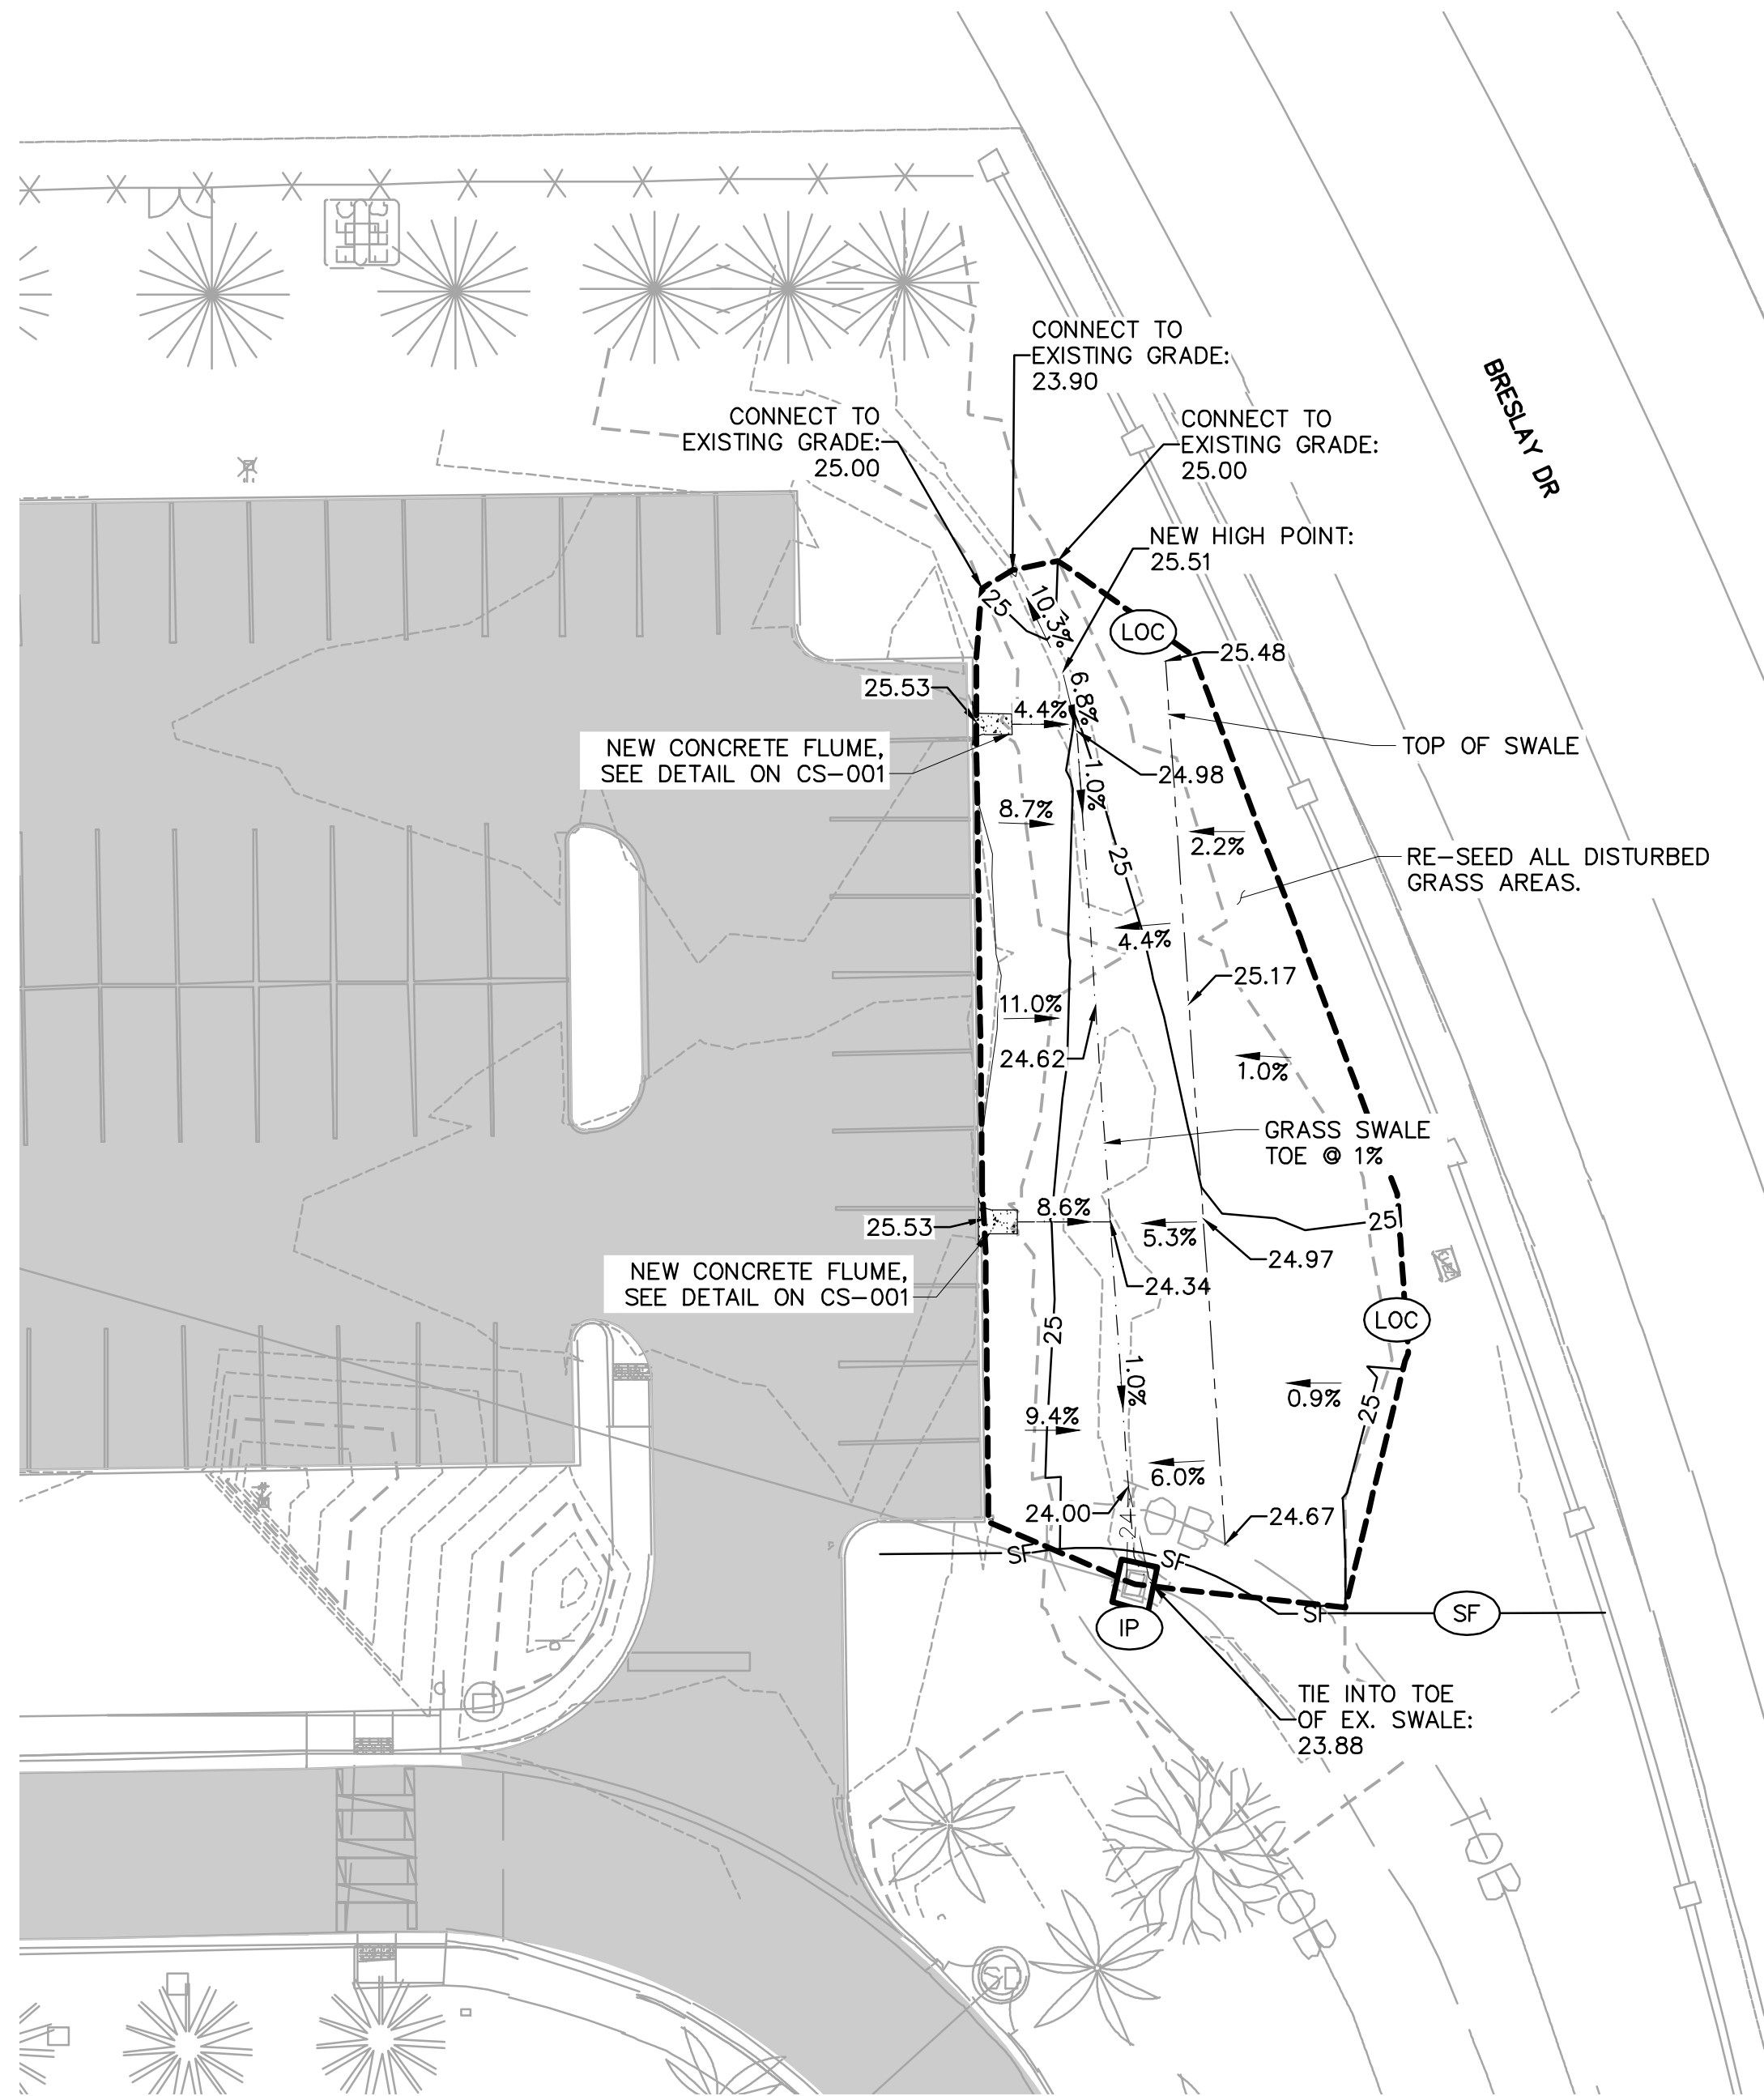 CONNECT TO
EXISTING GRADE:
23.90
CONNECT TO
EXISTING GRADE:
25.00
CONNECT TO
EXISTING GRADE:
25.00
BRESLAY DR
NEW HIGH POINT:
25.51
25
10.3%
LOC
25.48
25.53
4.4%
6.8%
NEW CONCRETE FLUME,
SEE DETAIL ON CS-001
TOP OF SWALE
24.98
1.0%
8.7%
2.2%
25
RE-SEED ALL DISTURBED
GRASS AREAS.
4.4%
25.17
11.0%
24.62
1.0%
GRASS SWALE
TOE @ 1%
8.6%
25.53
5.3%
25
24.97
NEW CONCRETE FLUME,
SEE DETAIL ON CS-001
24.34
25
LOC
1.0%
0.9%
25
9.4%
6.0%
24.00
24
TOB
24.67
SF
SF
SF
SF
IP
TIE INTO TOE
OF EX. SWALE:
23.88
TOB
TOB